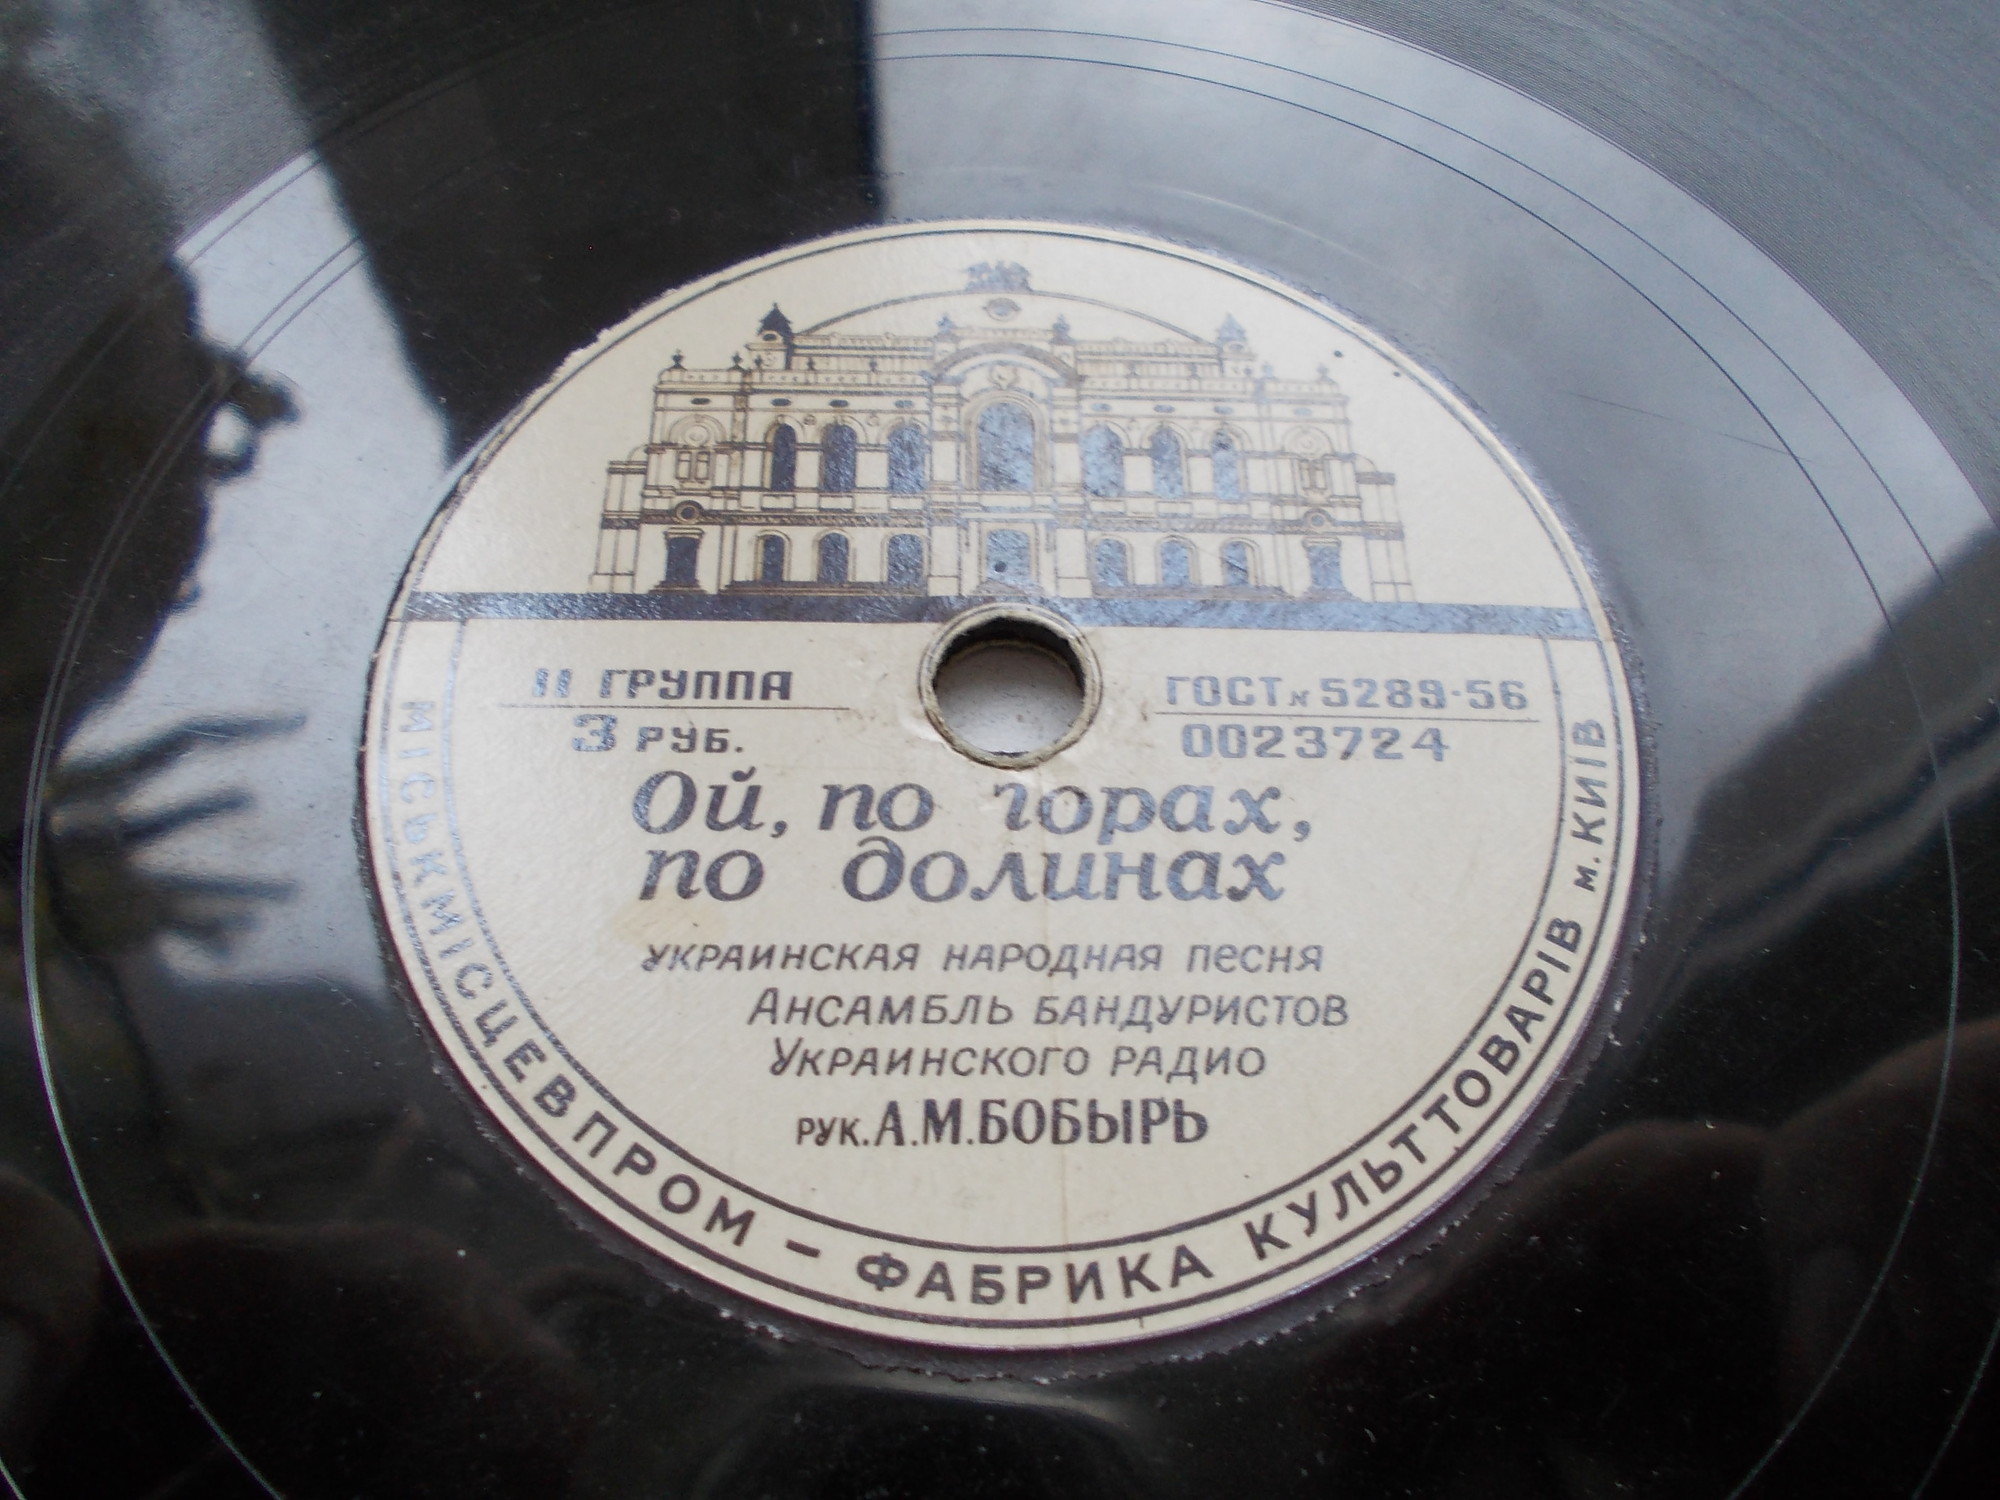 II ГРУППА
3 РУБ.
ГОСТ № 5289-56
0023724
Ой, по горах,
по долинах
УКРАИНСКАЯ НАРОДНАЯ ПЕСНЯ
АНСАМБЛЬ БАНДУРИСТОВ
УКРАИНСКОГО РАДИО
РУК. А.М.БОБЫРЬ
МІСЬКМІСЦЕВПРОМ – ФАБРИКА КУЛЬТТОВАРІВ м. КИІВ